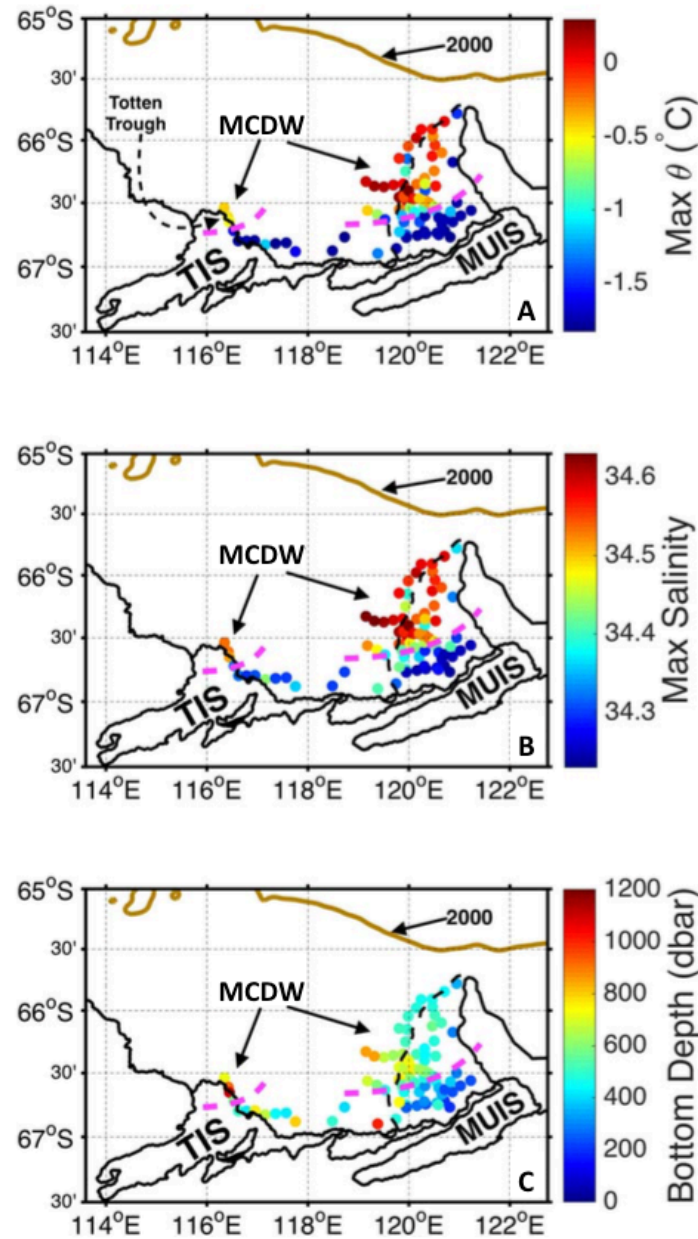 65°S
30'
66°S
30'
67°S
30'
114°E 116°E 118°E 120°E 122°E
2000
Totten
Trough
MCDW
TIS
MUIS
A
0
-0.5
-1
-1.5
Max θ (°C)
65°S
30'
66°S
30'
67°S
30'
114°E 116°E 118°E 120°E 122°E
2000
MCDW
TIS
MUIS
B
34.6
34.5
34.4
34.3
Max Salinity
65°S
30'
66°S
30'
67°S
30'
114°E 116°E 118°E 120°E 122°E
2000
MCDW
TIS
MUIS
C
1200
1000
800
600
400
200
0
Bottom Depth (dbar)